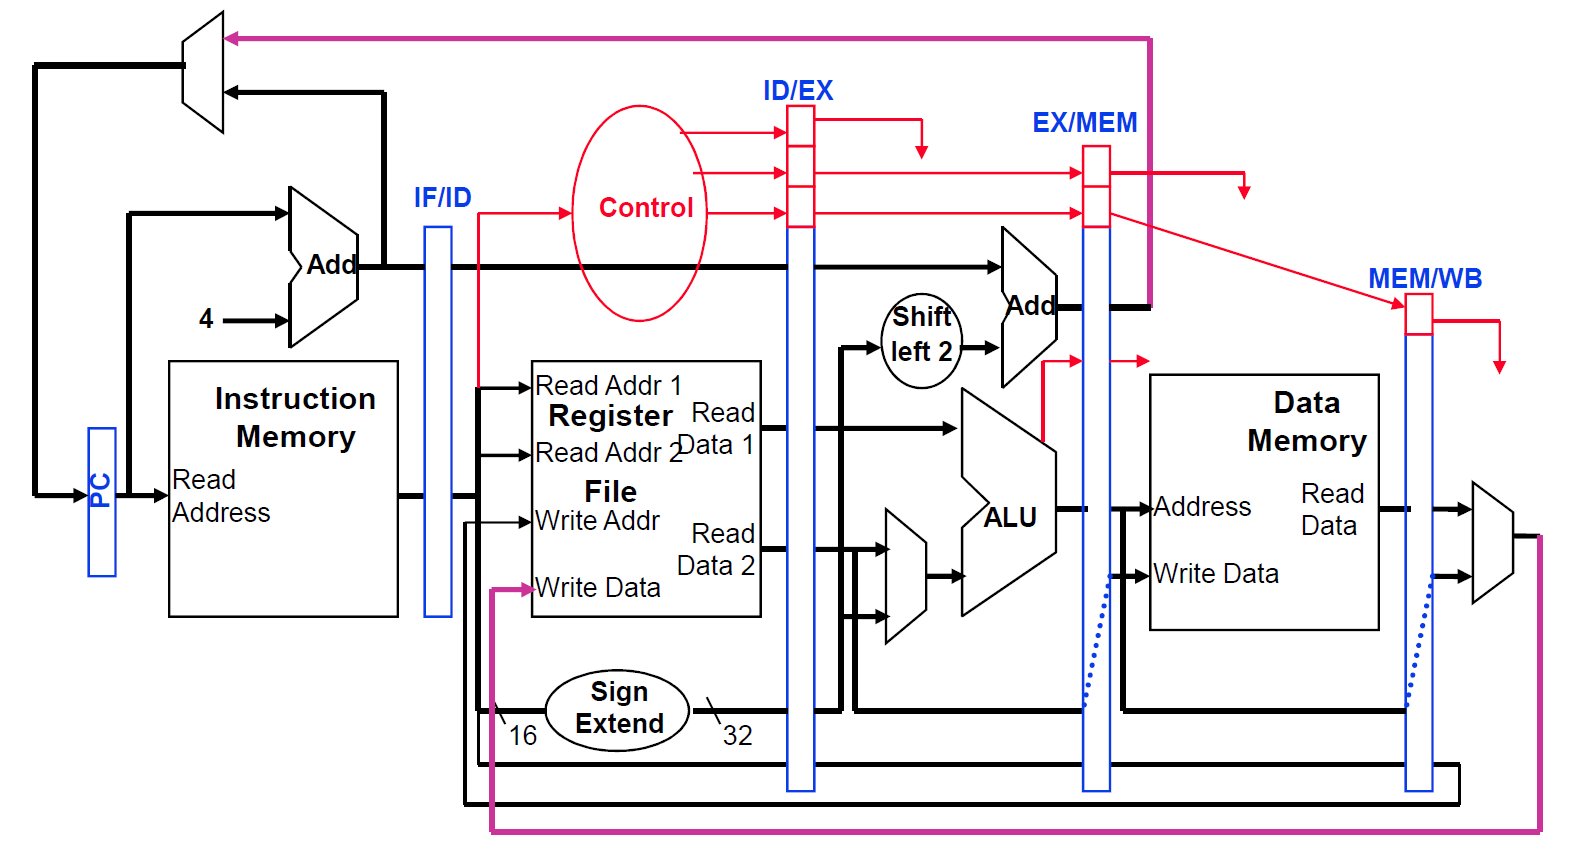 ID/EX
EX/MEM
IF/ID
Control
Add
MEM/WB
4
Shift
left 2
Add
Instruction
Memory
Read
Address
PC
Read Addr 1
Register
Read
Data 1
Read Addr 2
File
Write Addr
Read
Data 2
Write Data
ALU
Data
Memory
Address
Read
Data
Write Data
Sign
Extend
16
32